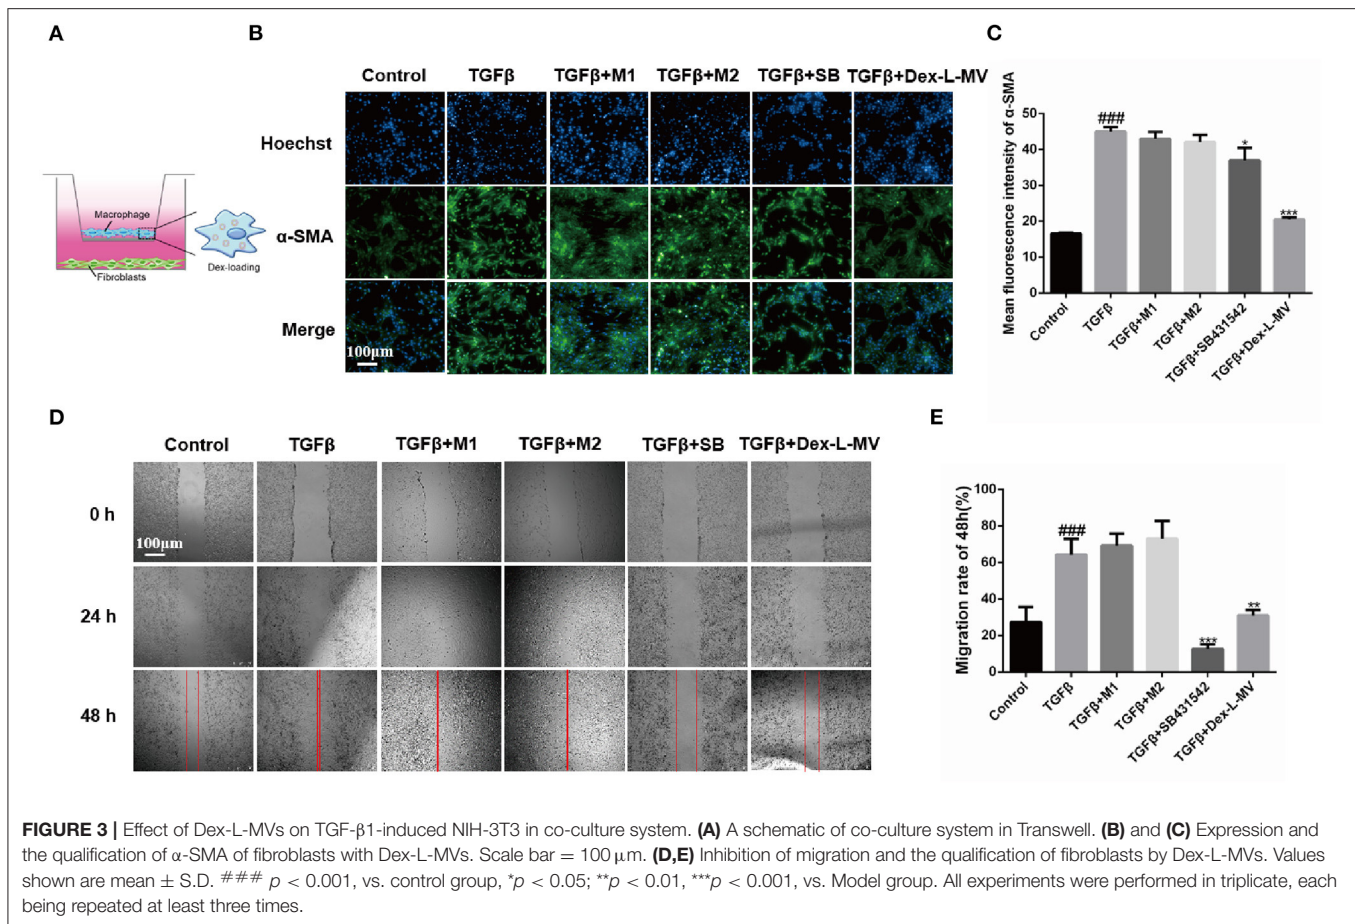 A
Macrophage
Fibroblasts
Dex-loading
B
Control TGFβ TGFβ+M1 TGFβ+M2 TGFβ+SB TGFβ+Dex-L-MV
Hoechst
α-SMA
Merge
100μm
C
Mean fluorescence intensity of α-SMA
50
40
30
20
10
0
###
*
***
Control
TGFβ
TGFβ+M1
TGFβ+M2
TGFβ+SB431542
TGFβ+Dex-L-MV
D
Control TGFβ TGFβ+M1 TGFβ+M2 TGFβ+SB TGFβ+Dex-L-MV
0 h
100μm
24 h
48 h
E
Migration rate of 48h(%)
100
80
60
40
20
0
###
***
**
Control
TGFβ
TGFβ+M1
TGFβ+M2
TGFβ+SB431542
TGFβ+Dex-L-MV
FIGURE 3 | Effect of Dex-L-MVs on TGF-β1-induced NIH-3T3 in co-culture system. (A) A schematic of co-culture system in Transwell. (B) and (C) Expression and
the qualification of α-SMA of fibroblasts with Dex-L-MVs. Scale bar = 100 μm. (D,E) Inhibition of migration and the qualification of fibroblasts by Dex-L-MVs. Values
shown are mean ± S.D. ### p < 0.001, vs. control group, *p < 0.05; **p < 0.01, ***p < 0.001, vs. Model group. All experiments were performed in triplicate, each
being repeated at least three times.